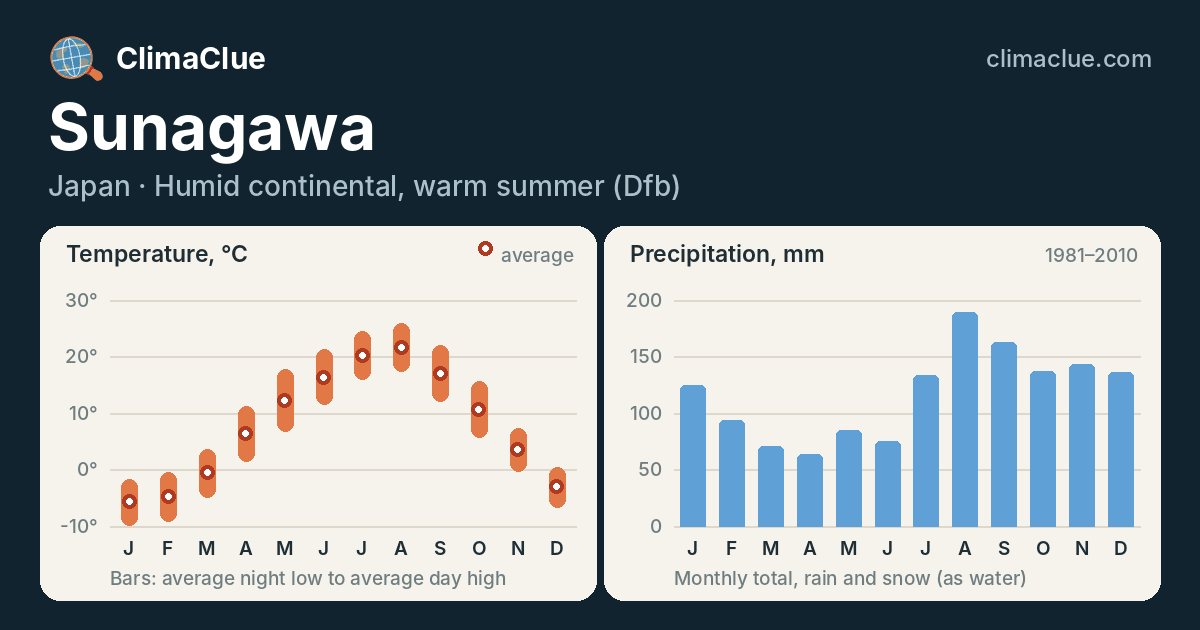 ClimaClue
climaclue.com
Sunagawa
Japan · Humid continental, warm summer (Dfb)
Temperature, °C
average
30°
20°
10°
0°
-10°
J F M A M J J A S O N D
Bars: average night low to average day high
Precipitation, mm
1981–2010
200
150
100
50
0
J F M A M J J A S O N D
Monthly total, rain and snow (as water)